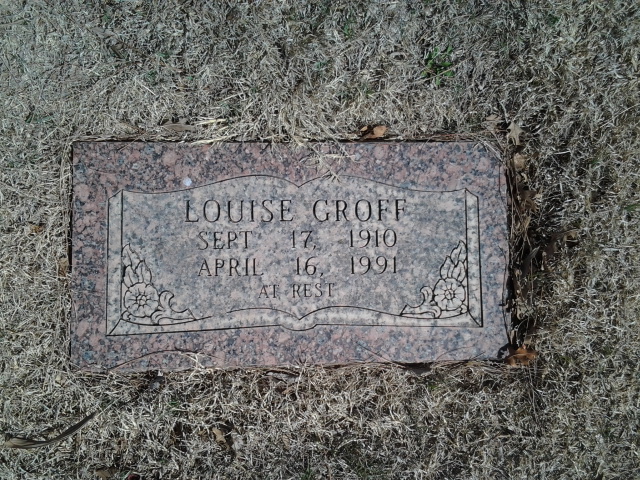 LOUISE GROFF
SEPT 17, 1910
APRIL 16, 1991
AT REST